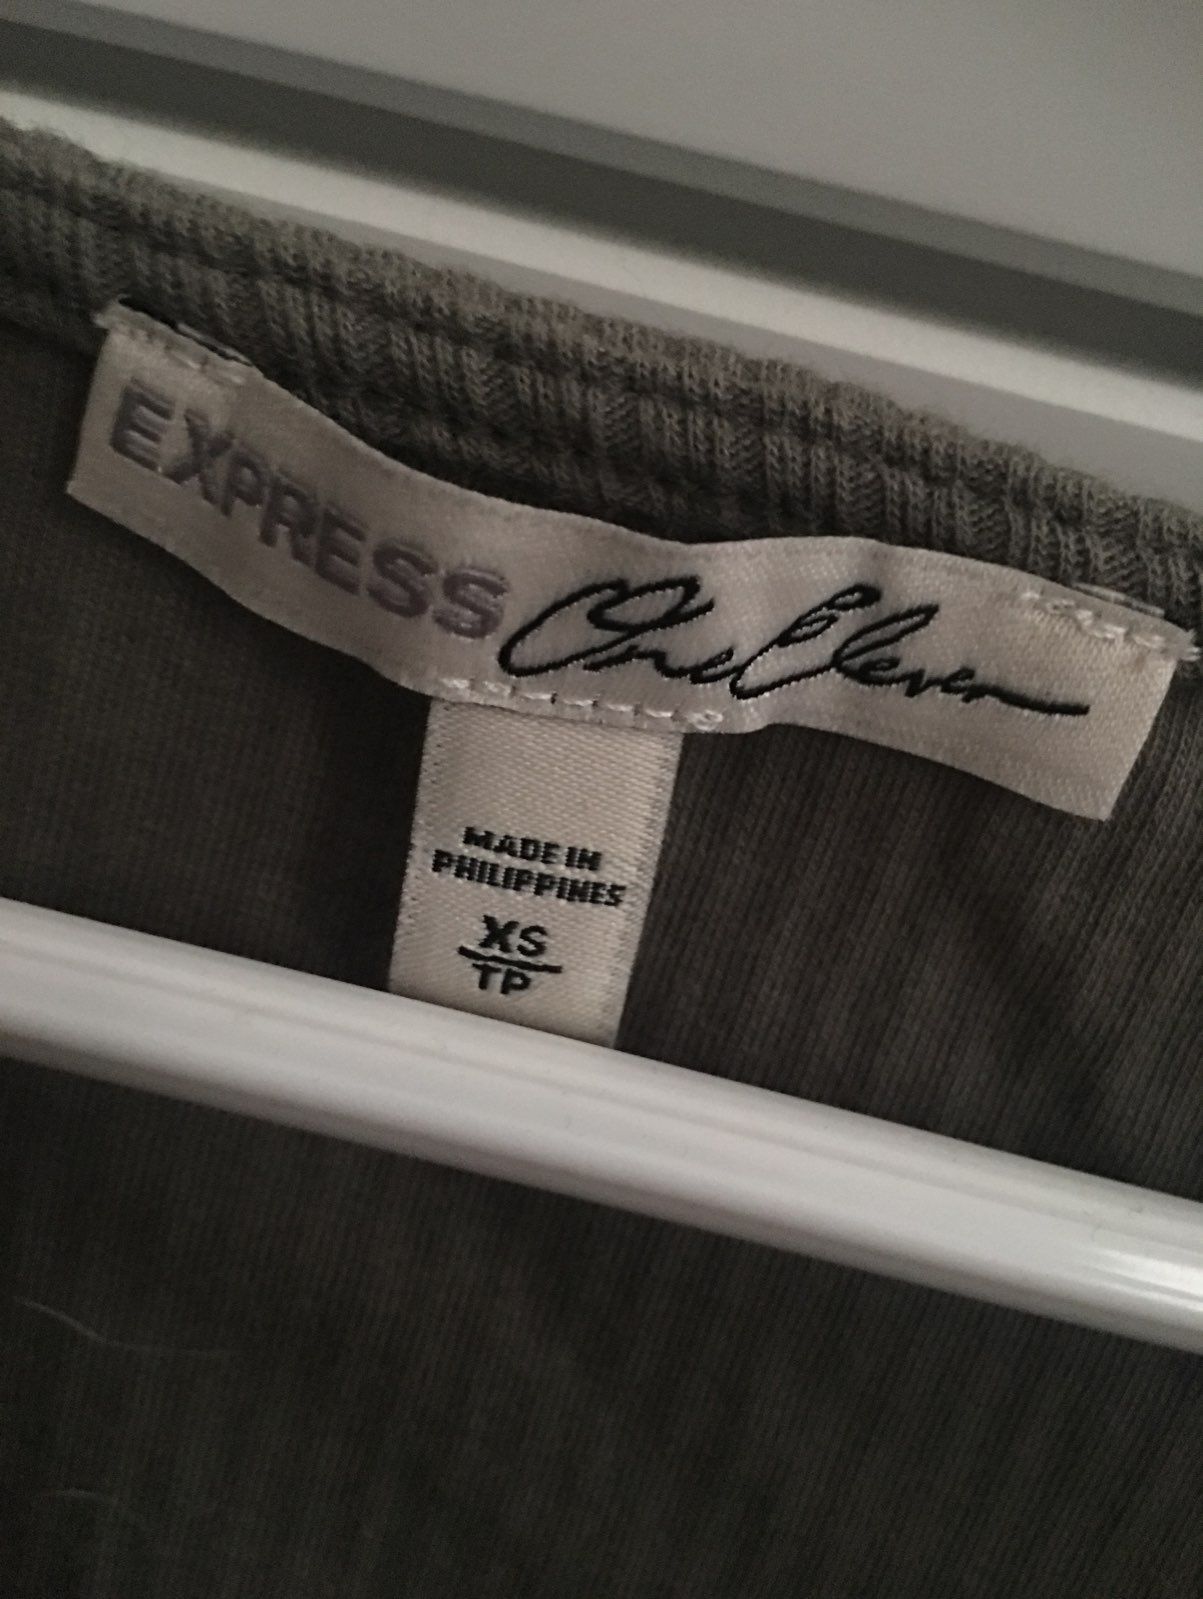 EXPRESS One Eleven
MADE IN
PHILIPPINES
XS
TP